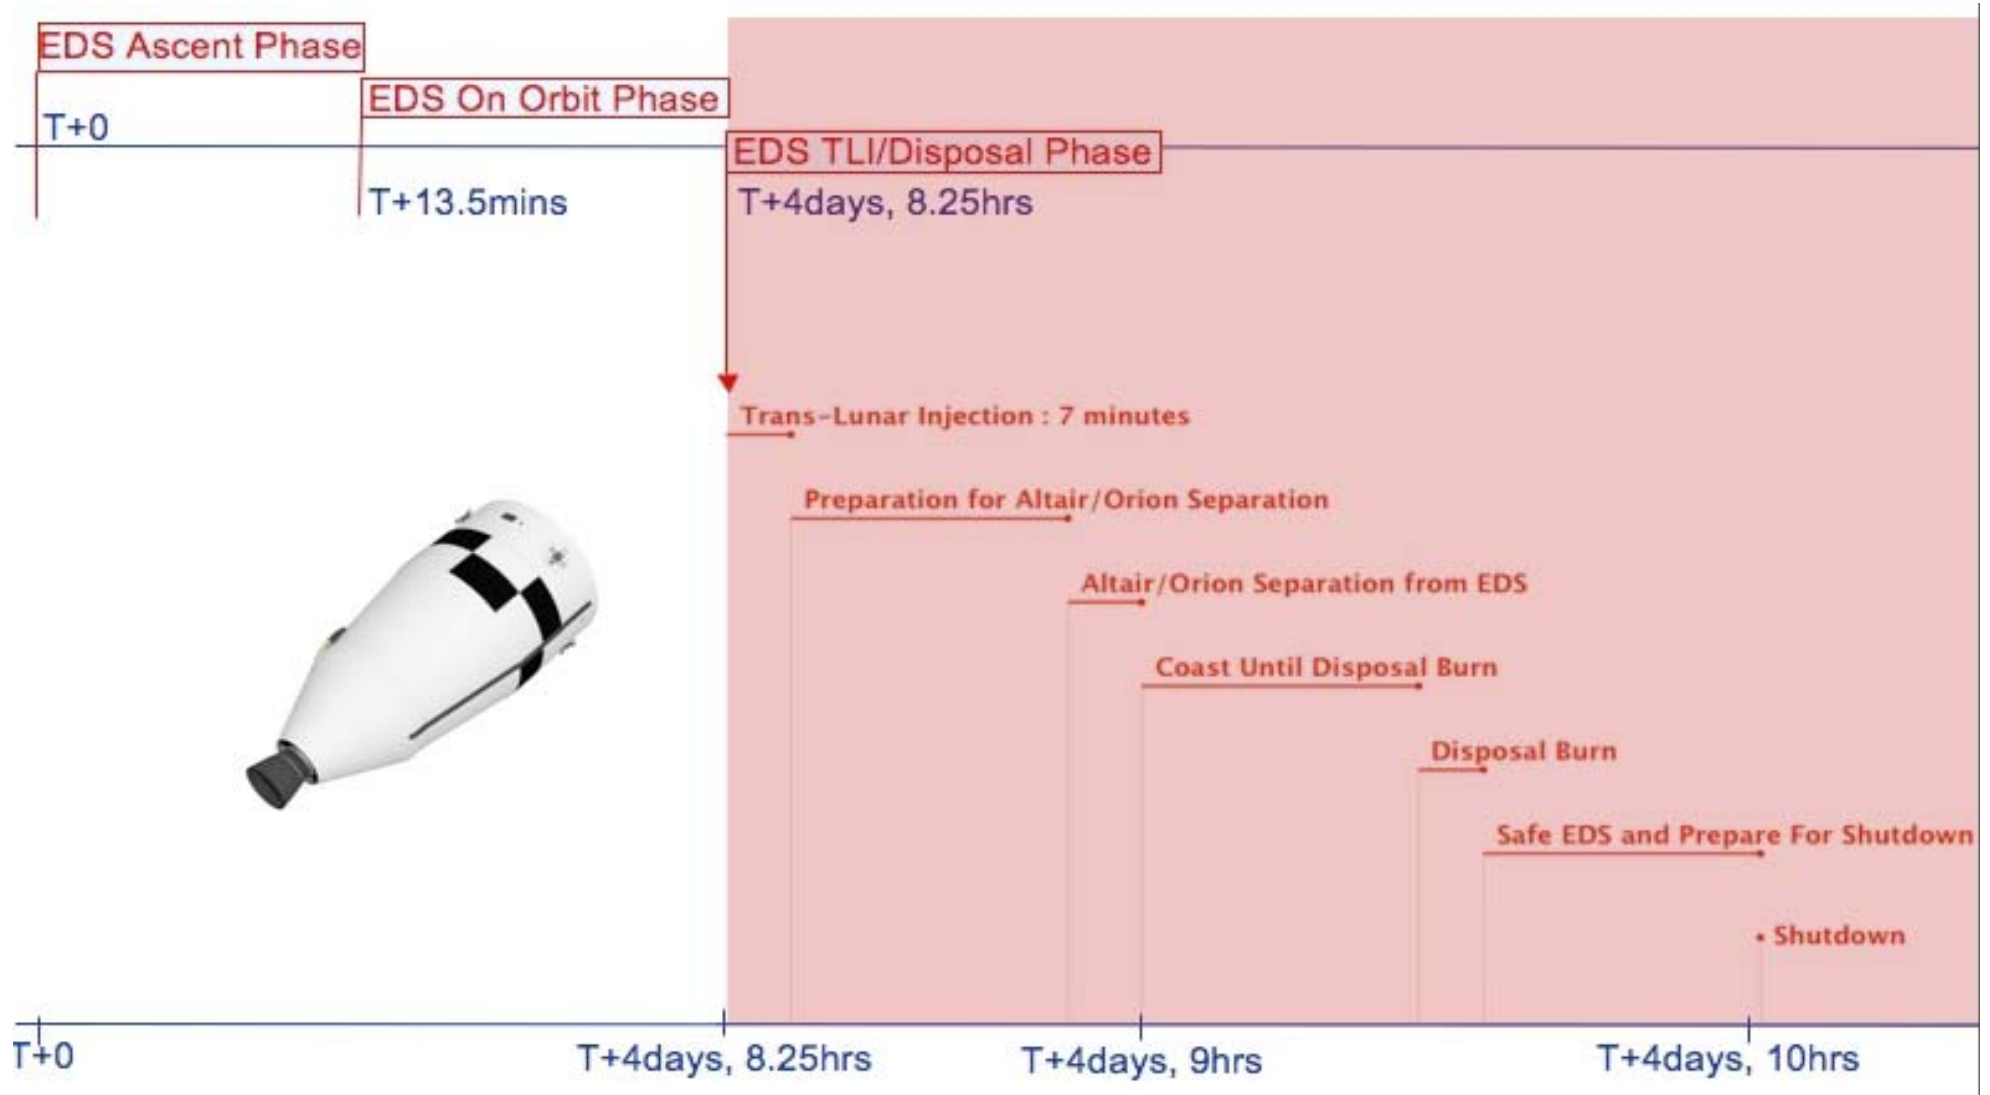 EDS Ascent Phase
EDS On Orbit Phase
T+0
EDS TLI/Disposal Phase
T+13.5mins
T+4days, 8.25hrs
Trans-Lunar Injection : 7 minutes
Preparation for Altair/Orion Separation
Altair/Orion Separation from EDS
Coast Until Disposal Burn
Disposal Burn
Safe EDS and Prepare For Shutdown
Shutdown
T+0
T+4days, 8.25hrs
T+4days, 9hrs
T+4days, 10hrs